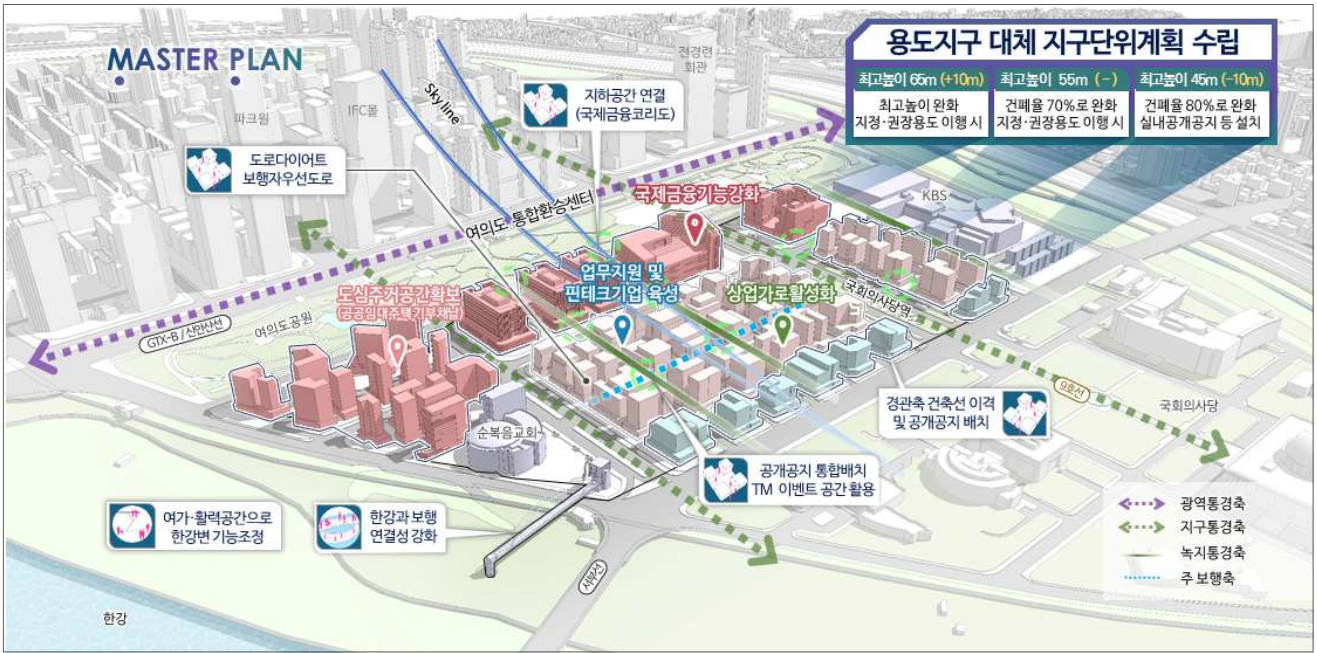 MASTER PLAN
용도지구 대체 지구단위계획 수립
최고높이 65m (+10m)
최고높이 완화
지정·권장용도 이행 시
최고높이 55m (-)
건폐율 70%로 완화
지정·권장용도 이행 시
최고높이 45m (-10m)
건폐율 80%로 완화
실내공개공지 등 설치
전경련
회관
IFC몰
파크원
Sky line
지하공간 연결
(국제금융코리도)
도로다이어트
보행자우선도로
여의도 통합환승센터
국제금융기능강화
KBS
업무지원 및
핀테크기업 육성
상업가로활성화
국회의사당역
도심주거공간확보
(공공임대주택 기부채납)
여의도공원
GTX-B / 신안산선
9호선
국회의사당
경관축 건축선 이격
및 공개공지 배치
순복음교회
공개공지 통합배치
TM 이벤트 공간 활용
여가·활력공간으로
한강변 기능조정
한강과 보행
연결성 강화
서부선
한강
광역통경축
지구통경축
녹지통경축
주 보행축